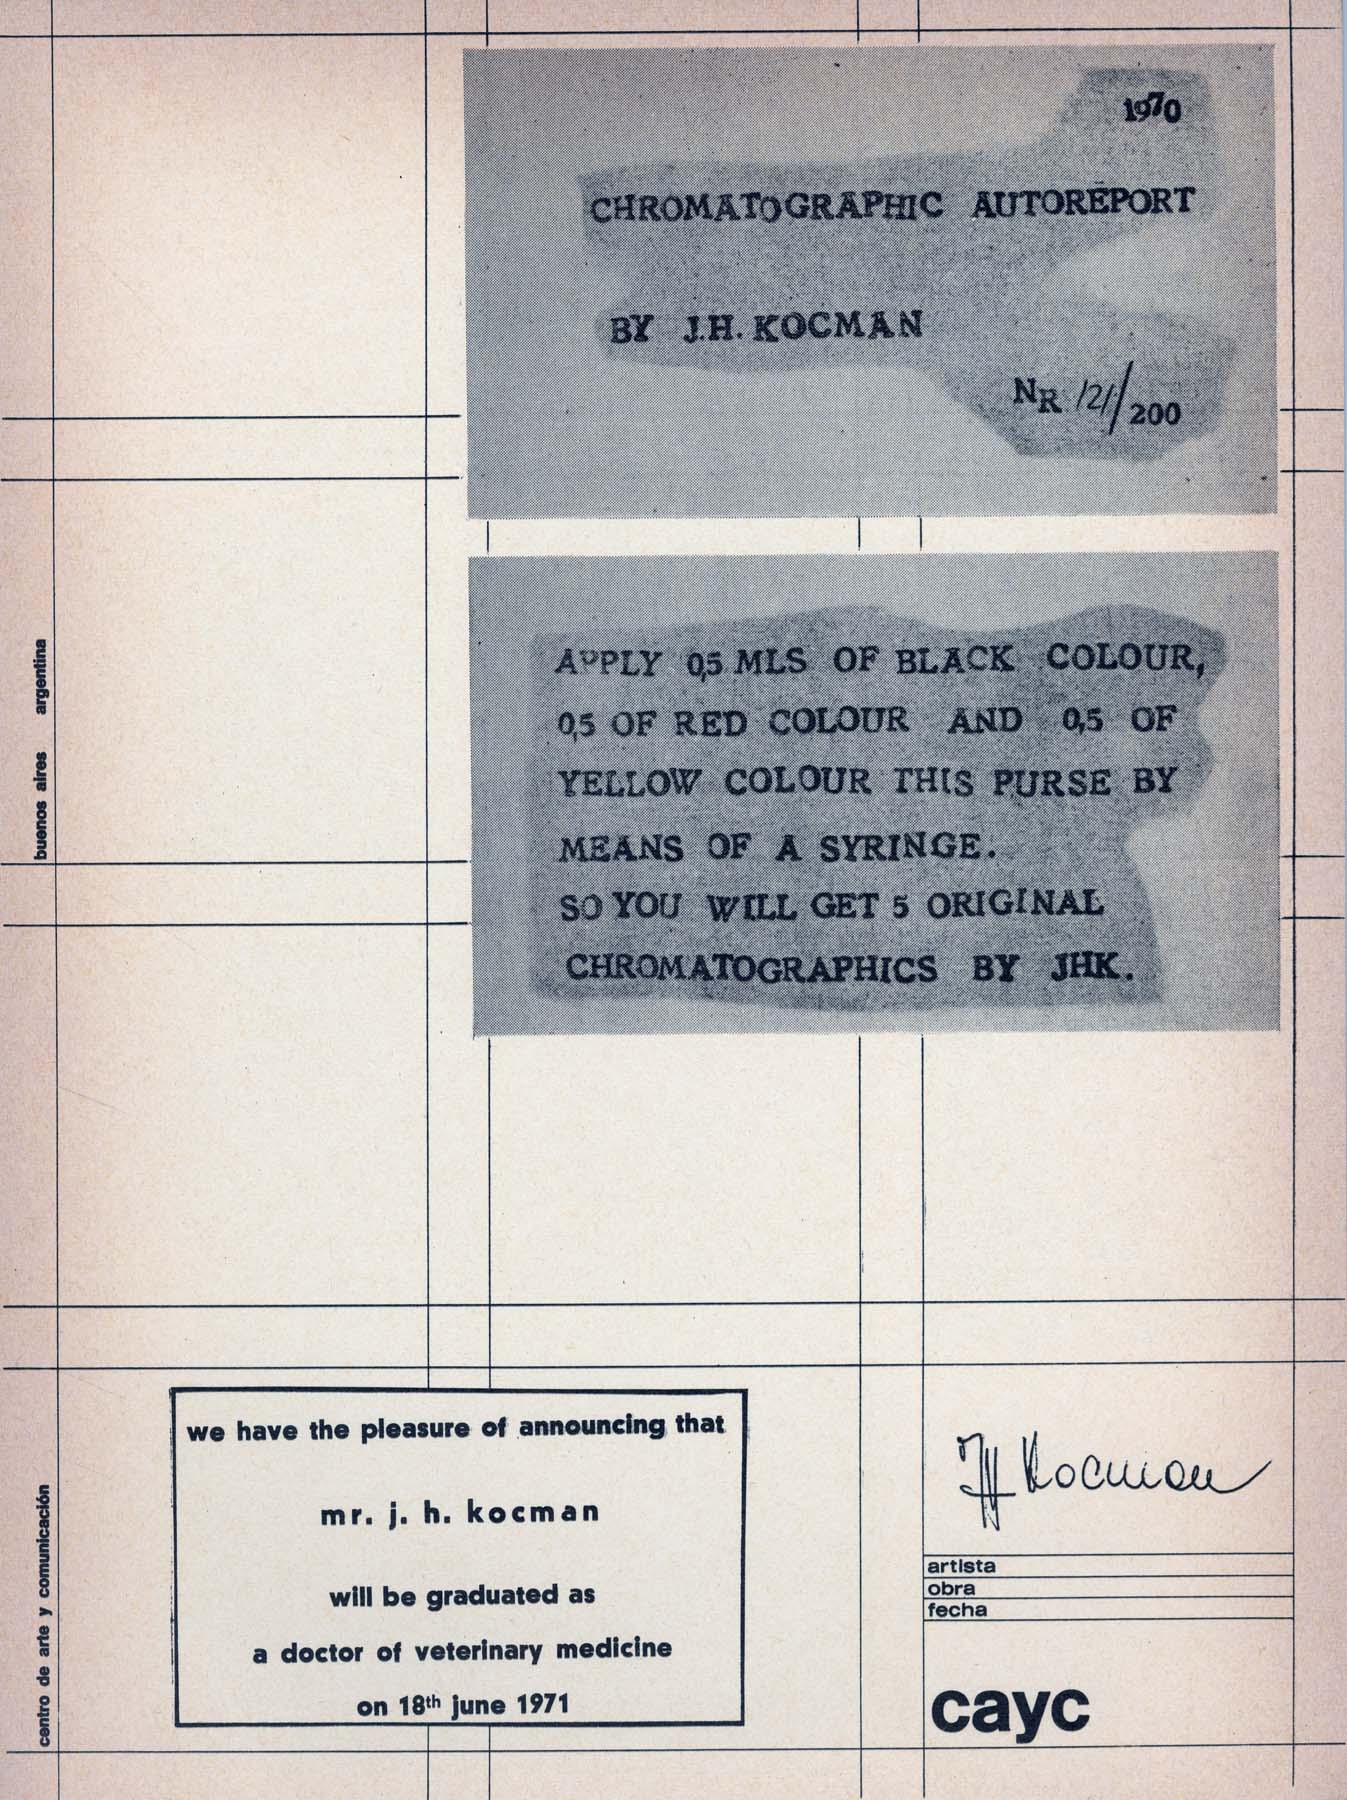 1970
CHROMATOGRAPHIC AUTOREPORT
BY J.H. KOCMAN
NR 121/200
APPLY 0,5 MLS OF BLACK COLOUR,
0,5 OF RED COLOUR AND 0,5 OF
YELLOW COLOUR THIS PURSE BY
MEANS OF A SYRINGE.
SO YOU WILL GET 5 ORIGINAL
CHROMATOGRAPHICS BY JHK.
buenos aires argentina
centro de arte y comunicación
we have the pleasure of announcing that
mr. j. h. kocman
will be graduated as
a doctor of veterinary medicine
on 18th june 1971
JH Kocman
artista
obra
fecha
cayc